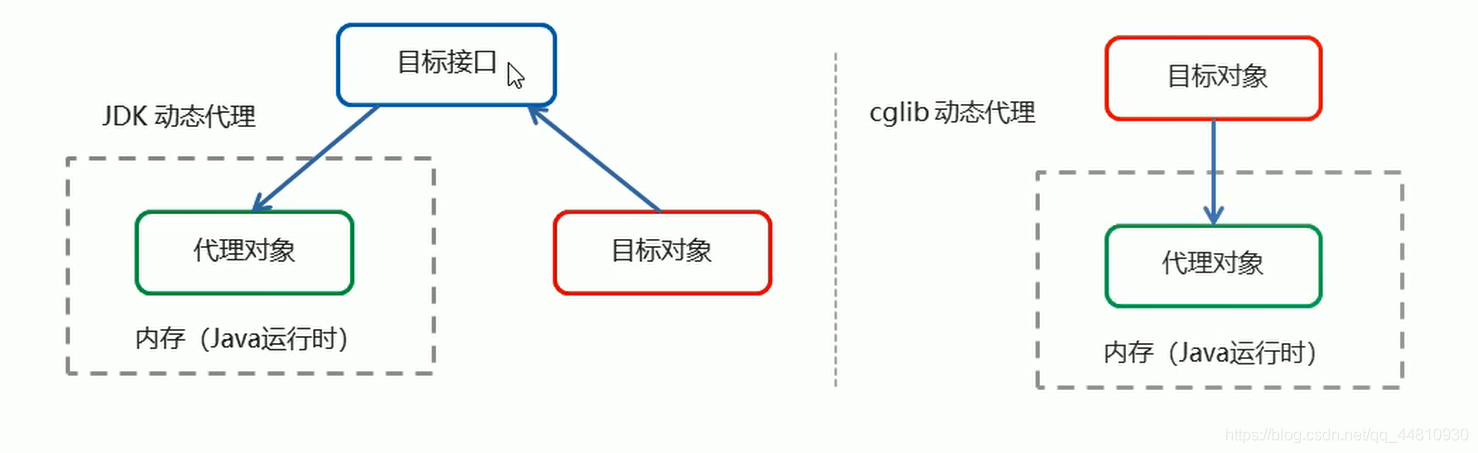 目标接口
JDK 动态代理
代理对象
目标对象
内存（Java运行时）
目标对象
cglib 动态代理
代理对象
内存（Java运行时）
https://blog.csdn.net/qq_44810930